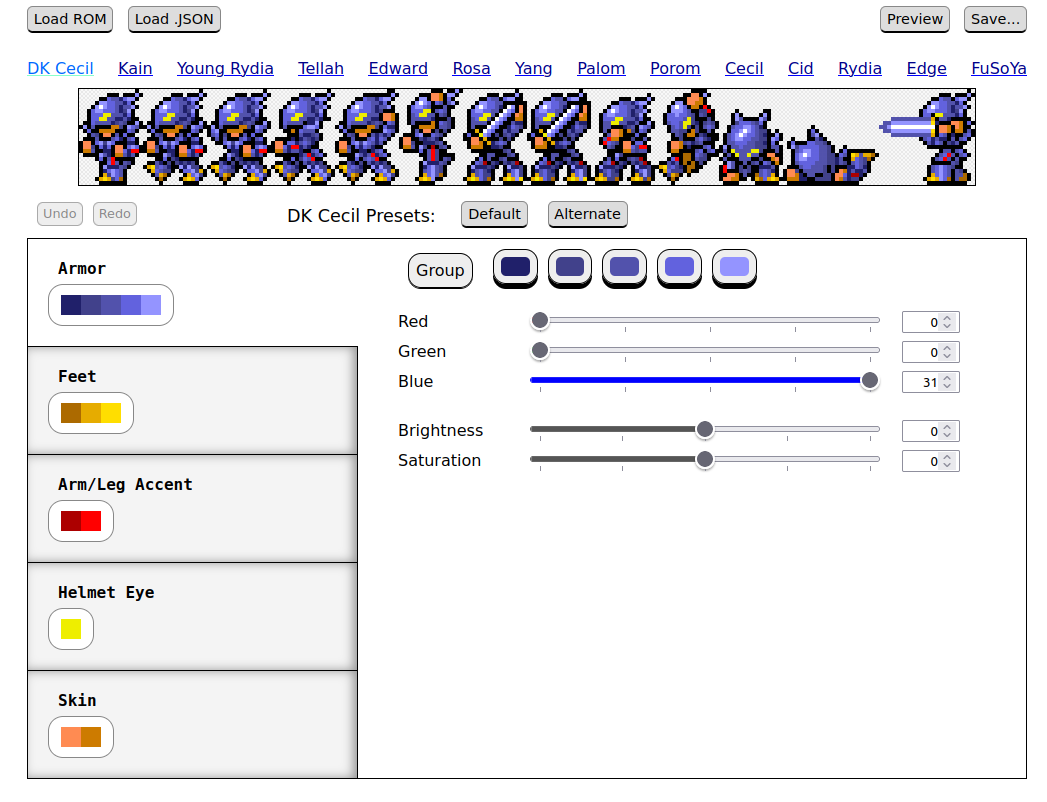 Load ROM Load .JSON Preview Save...
DK Cecil Kain Young Rydia Tellah Edward Rosa Yang Palom Porom Cecil Cid Rydia Edge FuSoYa
Undo Redo DK Cecil Presets: Default Alternate
Armor
Group
Red 0
Green 0
Blue 31
Brightness 0
Saturation 0
Feet
Arm/Leg Accent
Helmet Eye
Skin